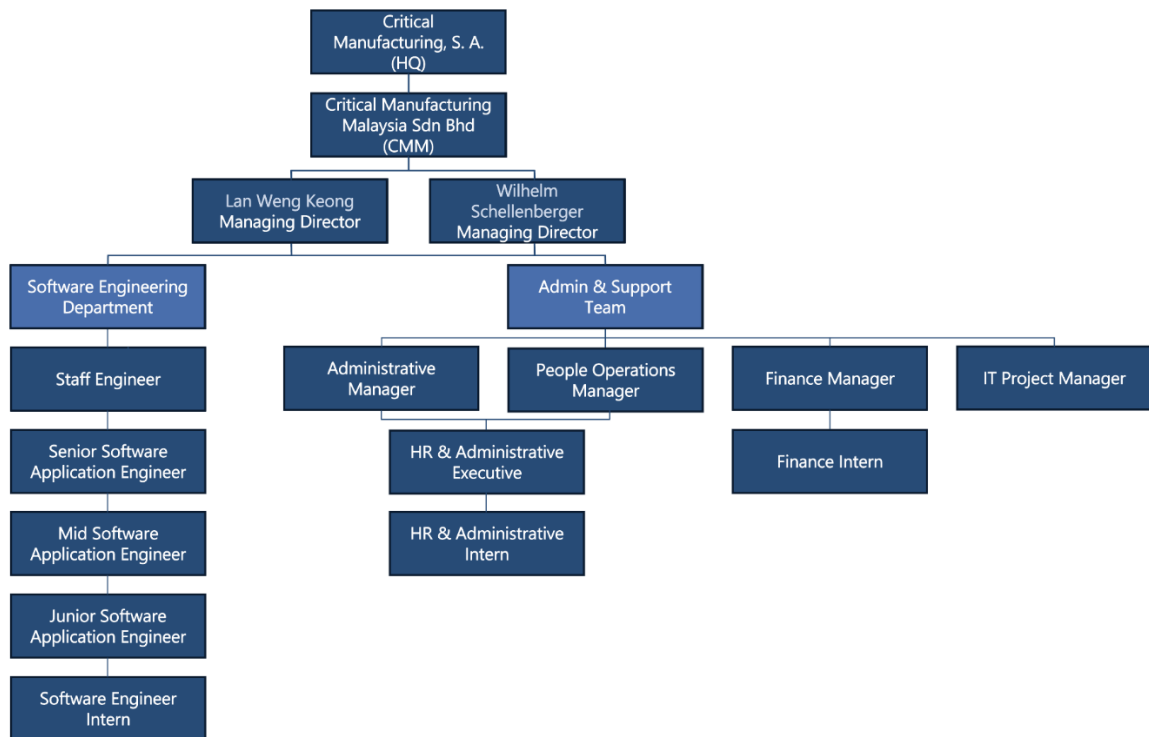 Critical
Manufacturing, S. A.
(HQ)
Critical Manufacturing
Malaysia Sdn Bhd
(CMM)
Lan Weng Keong
Managing Director
Wilhelm
Schellenberger
Managing Director
Software Engineering
Department
Admin & Support
Team
Staff Engineer
Administrative
Manager
People Operations
Manager
Finance Manager
IT Project Manager
Senior Software
Application Engineer
HR & Administrative
Executive
Finance Intern
Mid Software
Application Engineer
HR & Administrative
Intern
Junior Software
Application Engineer
Software Engineer
Intern